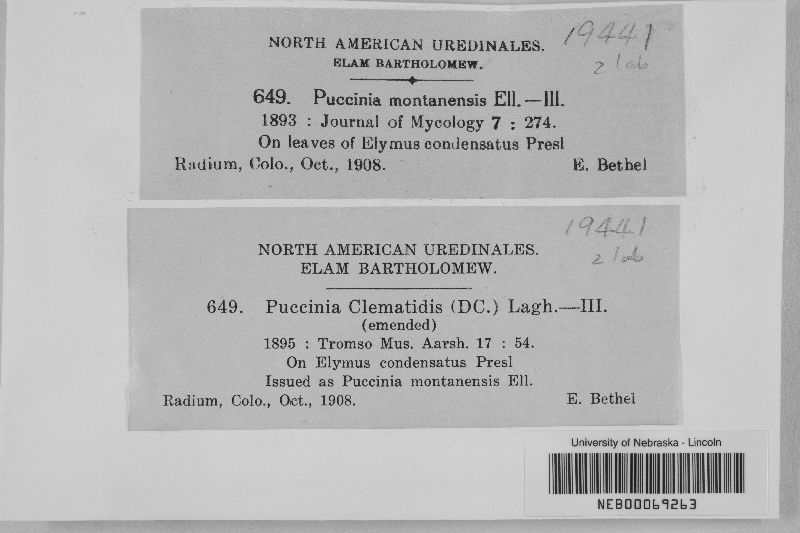 19441
2 lab
NORTH AMERICAN UREDINALES.
ELAM BARTHOLOMEW.
649. Puccinia montanensis Ell.—III.
1893 : Journal of Mycology 7 : 274.
On leaves of Elymus condensatus Presl
Radium, Colo., Oct., 1908. E. Bethel
19441
2 lab
NORTH AMERICAN UREDINALES.
ELAM BARTHOLOMEW.
649. Puccinia Clematidis (DC.) Lagh.—III.
(emended)
1895 : Tromso Mus. Aarsh. 17 : 54.
On Elymus condensatus Presl
Issued as Puccinia montanensis Ell.
Radium, Colo., Oct., 1908. E. Bethel
University of Nebraska - Lincoln
NEB00069263